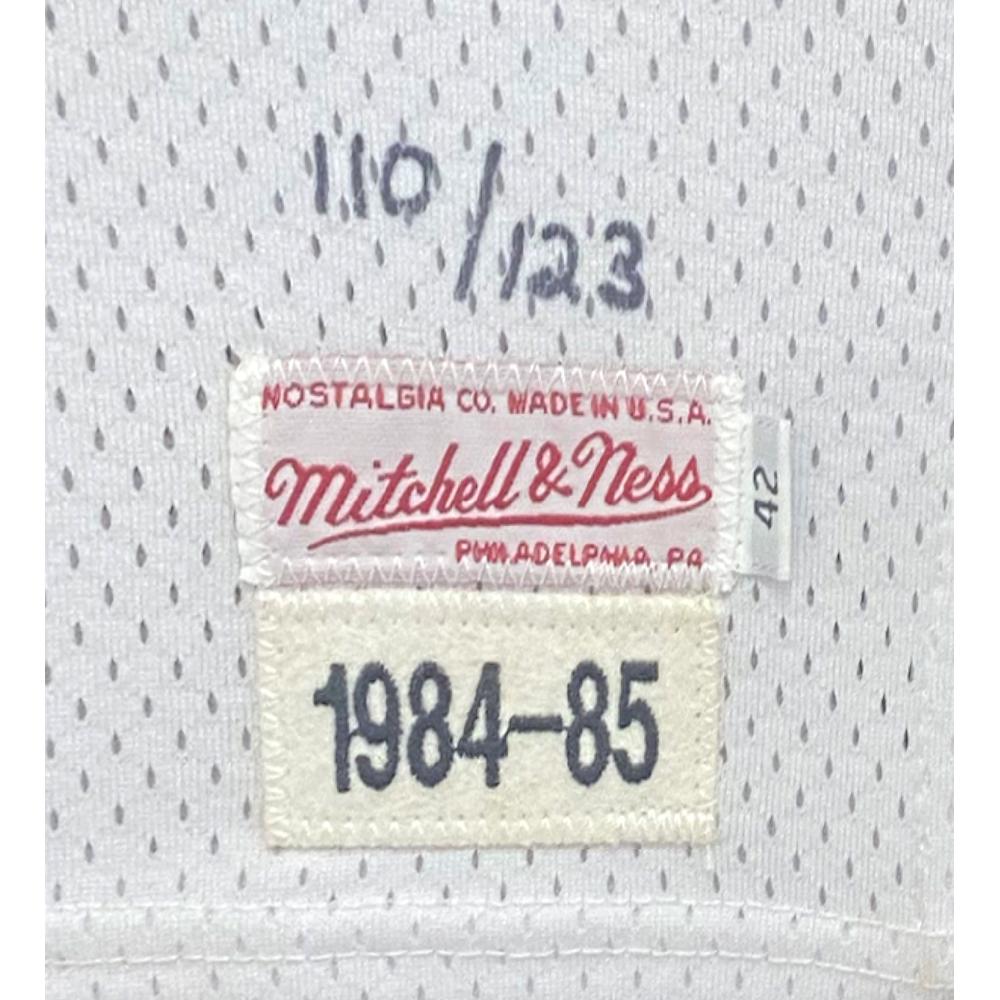 110/123
NOSTALGIA CO. MADE IN U.S.A.
Mitchell & Ness
PHILADELPHIA, PA
42
1984-85